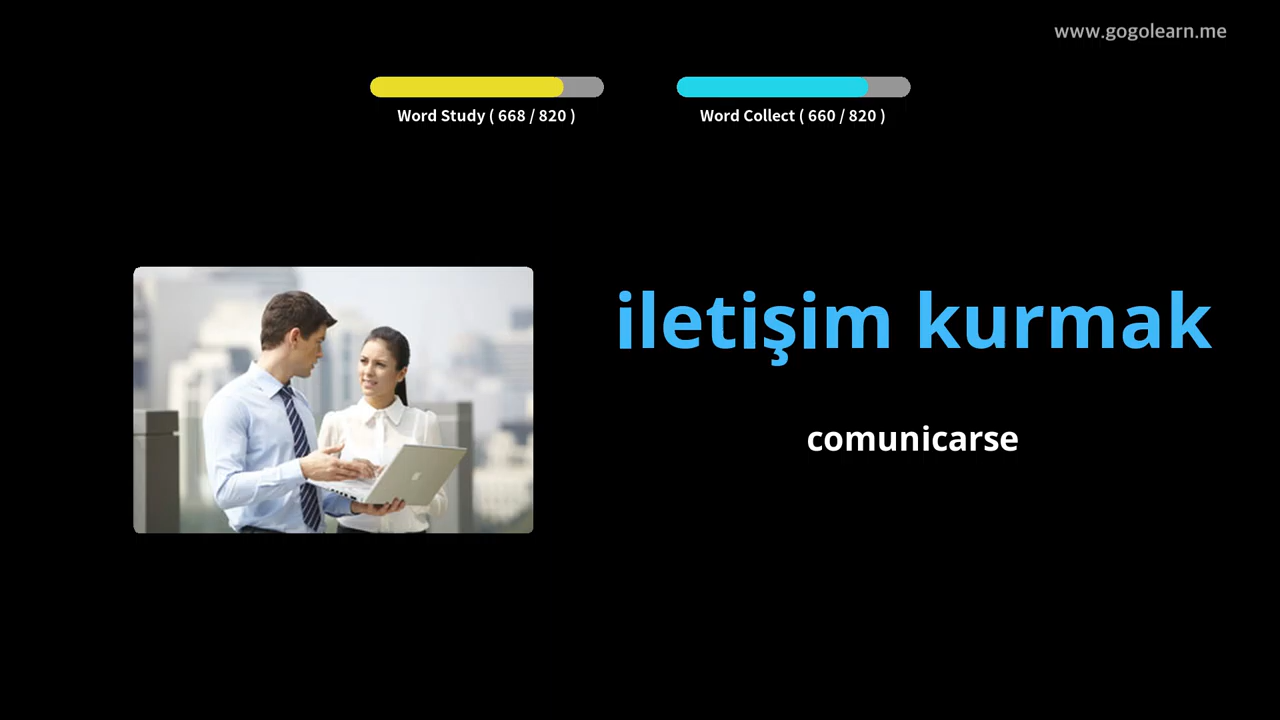 www.gogolearn.me
Word Study ( 668 / 820 )
Word Collect ( 660 / 820 )
iletişim kurmak
comunicarse